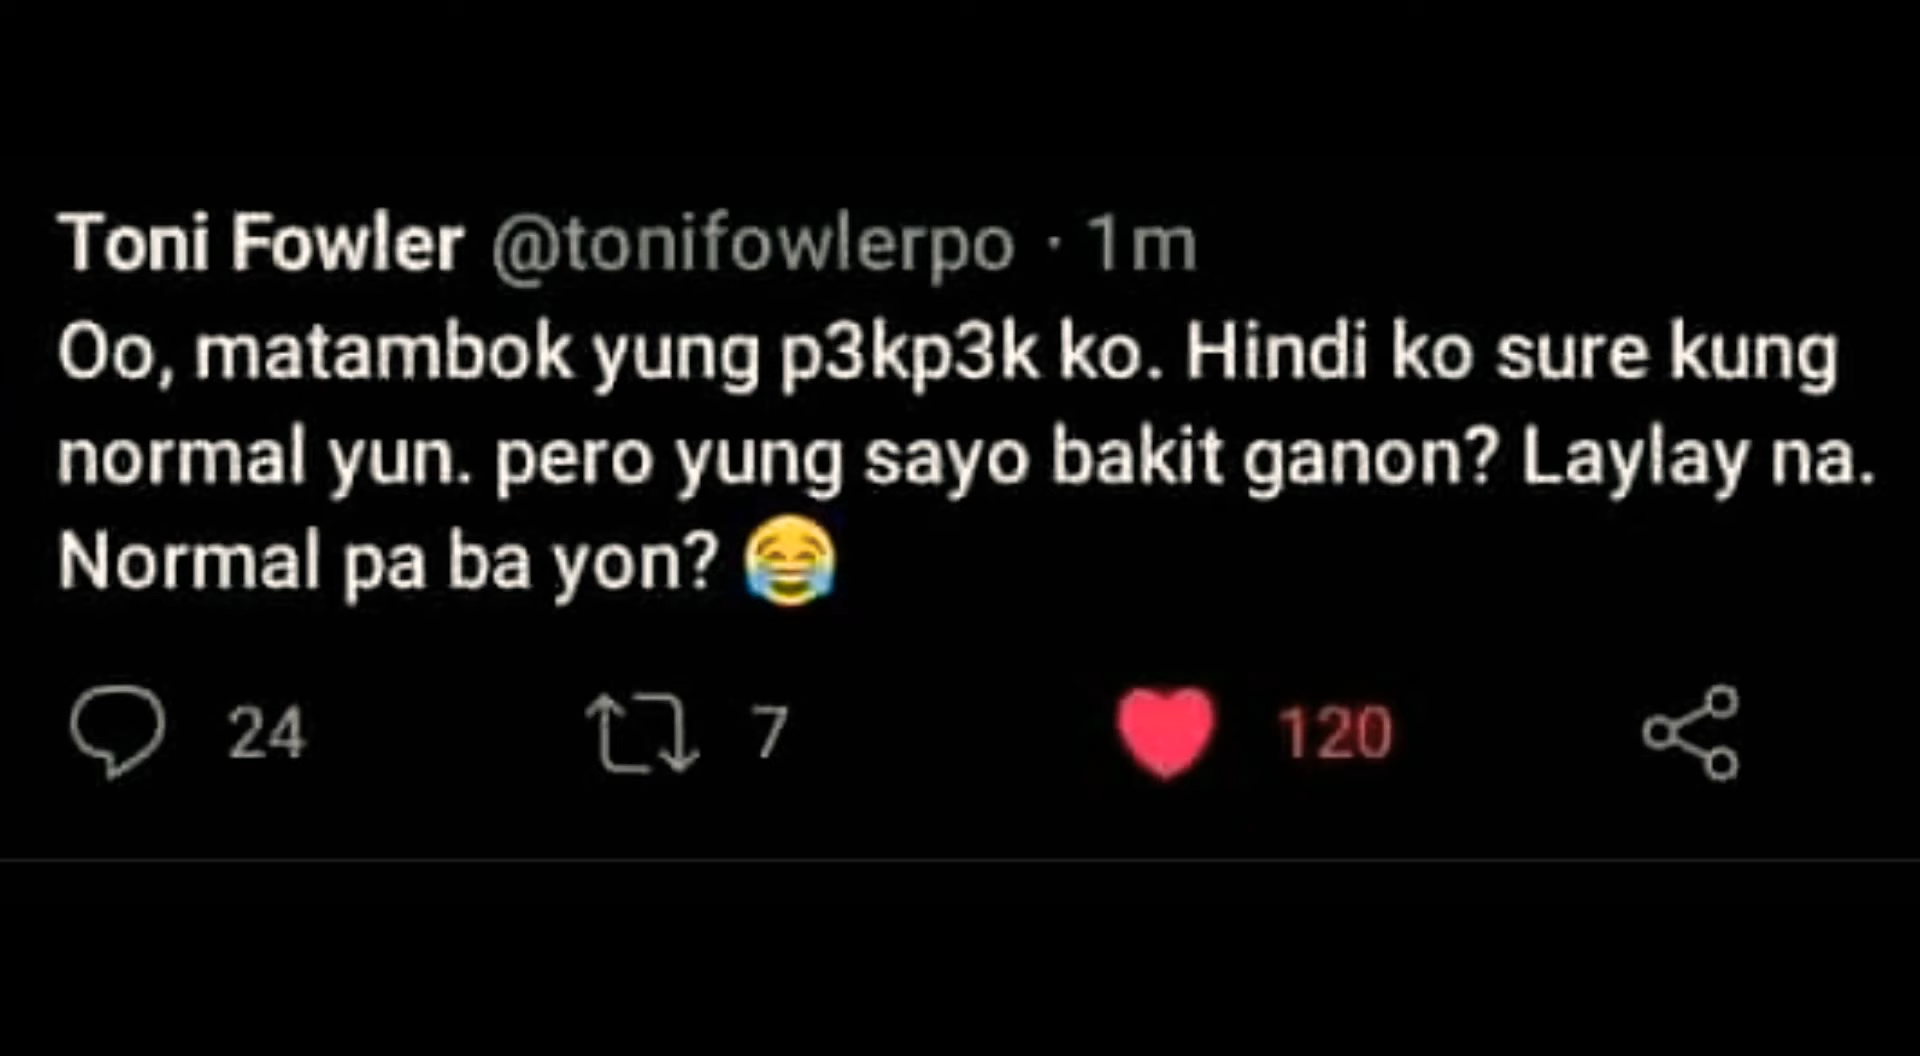 Toni Fowler @tonifowlerpo · 1m
Oo, matambok yung p3kp3k ko. Hindi ko sure kung
normal yun. pero yung sayo bakit ganon? Laylay na.
Normal pa ba yon? 😂
24 7 120